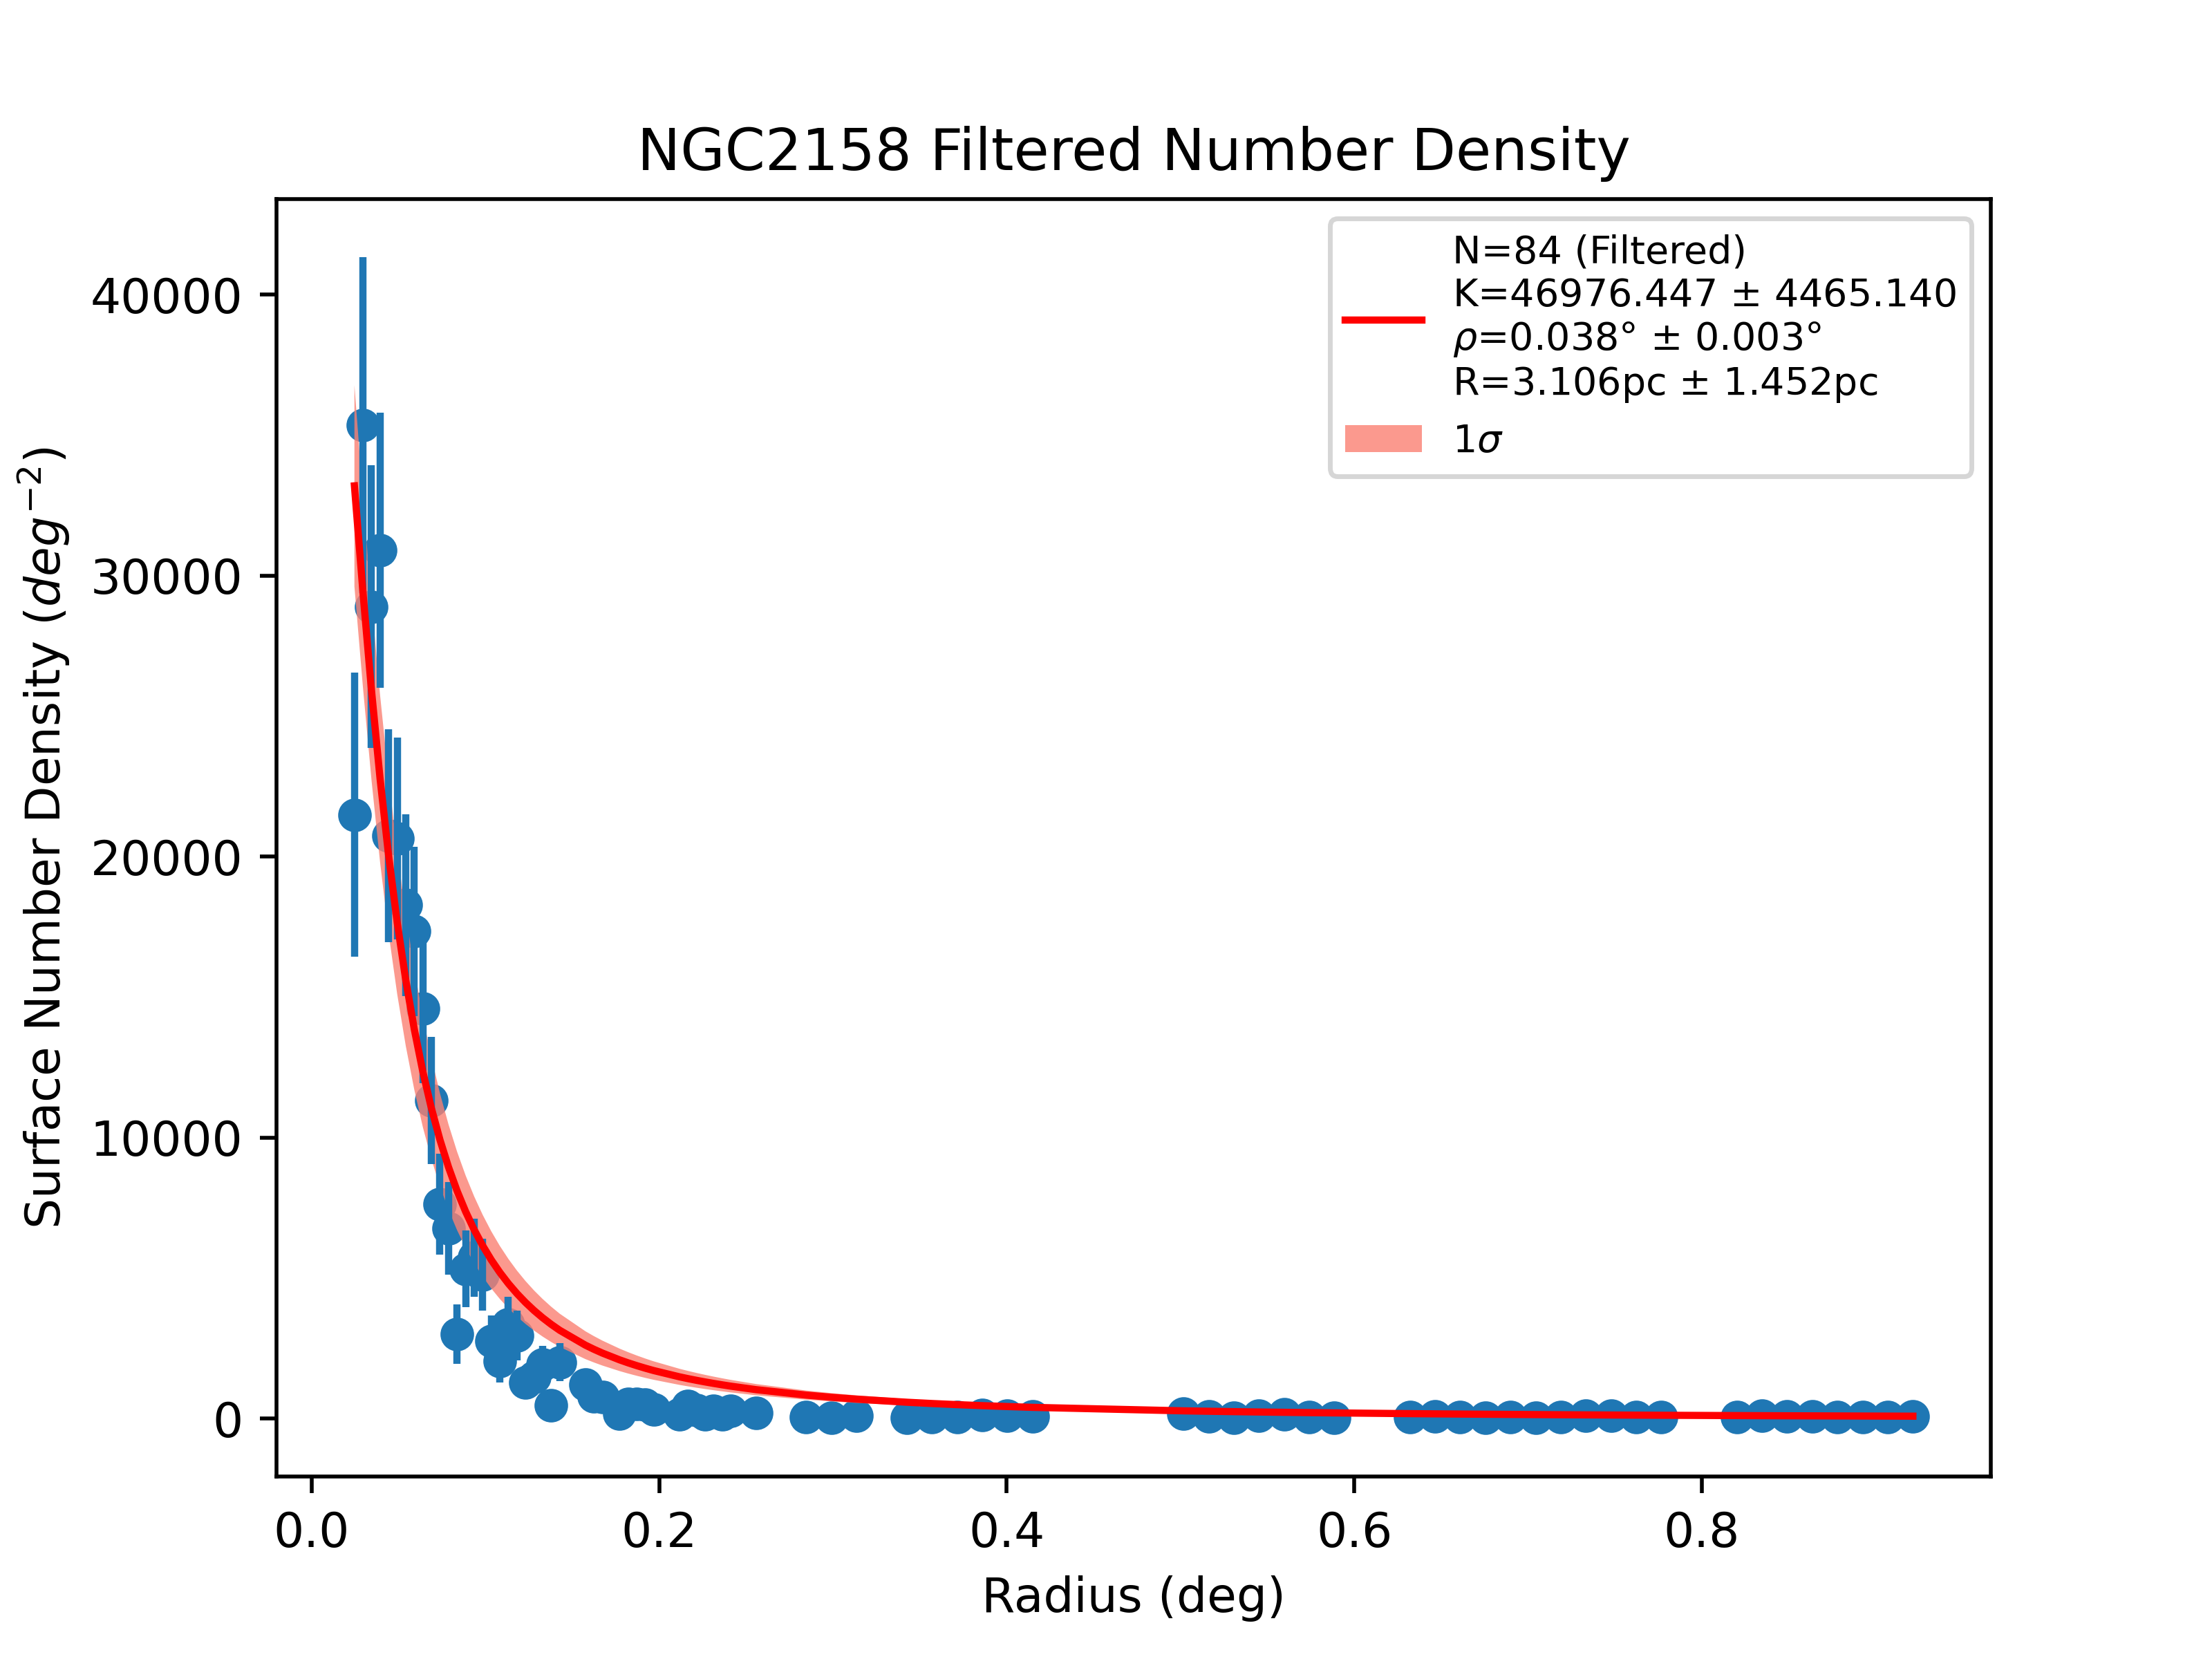 NGC2158 Filtered Number Density
N=84 (Filtered)
K=46976.447 ± 4465.140
ρ=0.038° ± 0.003°
R=3.106pc ± 1.452pc
1σ
Surface Number Density (deg⁻²)
40000
30000
20000
10000
0
0.0 0.2 0.4 0.6 0.8
Radius (deg)